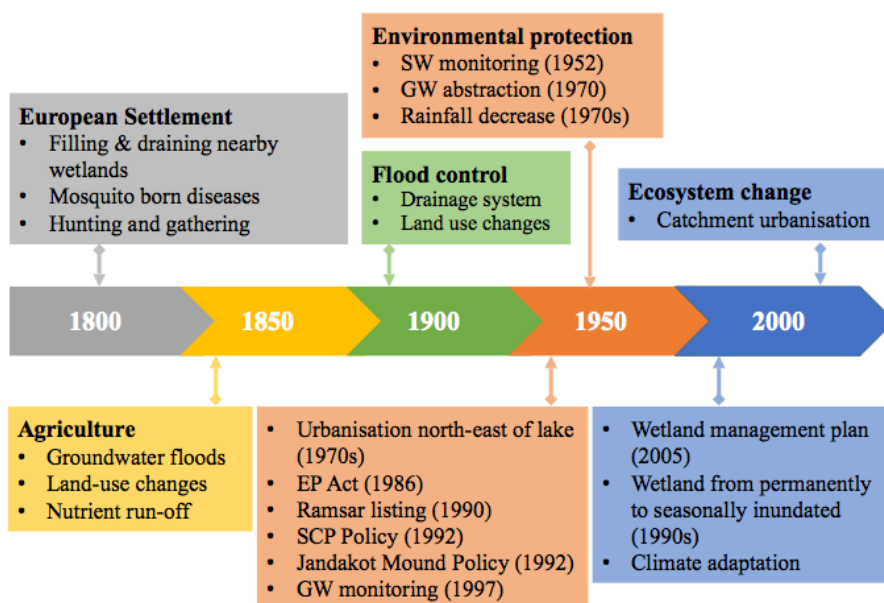 Environmental protection
• SW monitoring (1952)
• GW abstraction (1970)
• Rainfall decrease (1970s)
European Settlement
• Filling & draining nearby
wetlands
• Mosquito born diseases
• Hunting and gathering
Flood control
• Drainage system
• Land use changes
Ecosystem change
• Catchment urbanisation
1800
1850
1900
1950
2000
Agriculture
• Groundwater floods
• Land-use changes
• Nutrient run-off
• Urbanisation north-east of lake
(1970s)
• EP Act (1986)
• Ramsar listing (1990)
• SCP Policy (1992)
• Jandakot Mound Policy (1992)
• GW monitoring (1997)
• Wetland management plan
(2005)
• Wetland from permanently
to seasonally inundated
(1990s)
• Climate adaptation